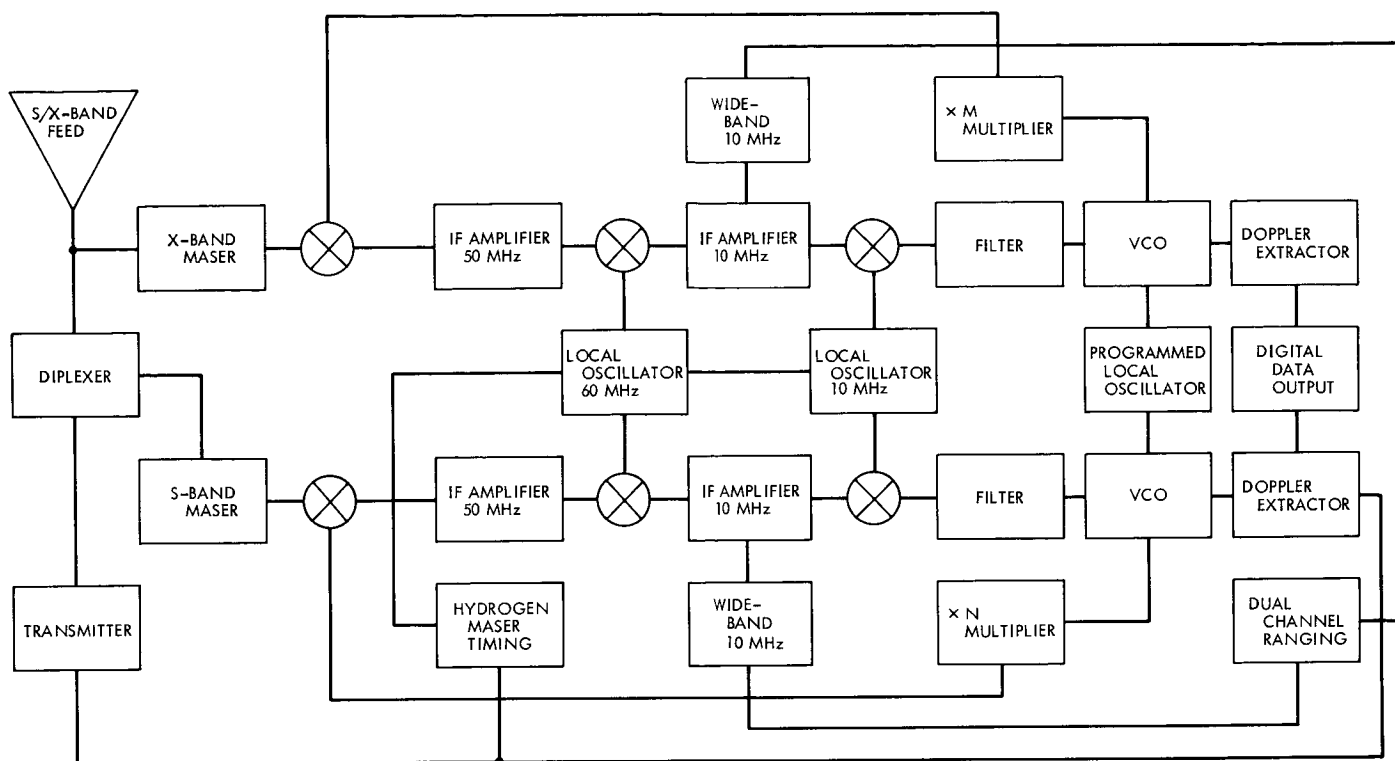 S/X-BAND
FEED
WIDE-
BAND
10 MHz
× M
MULTIPLIER
X-BAND
MASER
IF AMPLIFIER
50 MHz
IF AMPLIFIER
10 MHz
FILTER
VCO
DOPPLER
EXTRACTOR
DIPLEXER
LOCAL
OSCILLATOR
60 MHz
LOCAL
OSCILLATOR
10 MHz
PROGRAMMED
LOCAL
OSCILLATOR
DIGITAL
DATA
OUTPUT
S-BAND
MASER
IF AMPLIFIER
50 MHz
IF AMPLIFIER
10 MHz
FILTER
VCO
DOPPLER
EXTRACTOR
TRANSMITTER
HYDROGEN
MASER
TIMING
WIDE-
BAND
10 MHz
× N
MULTIPLIER
DUAL
CHANNEL
RANGING